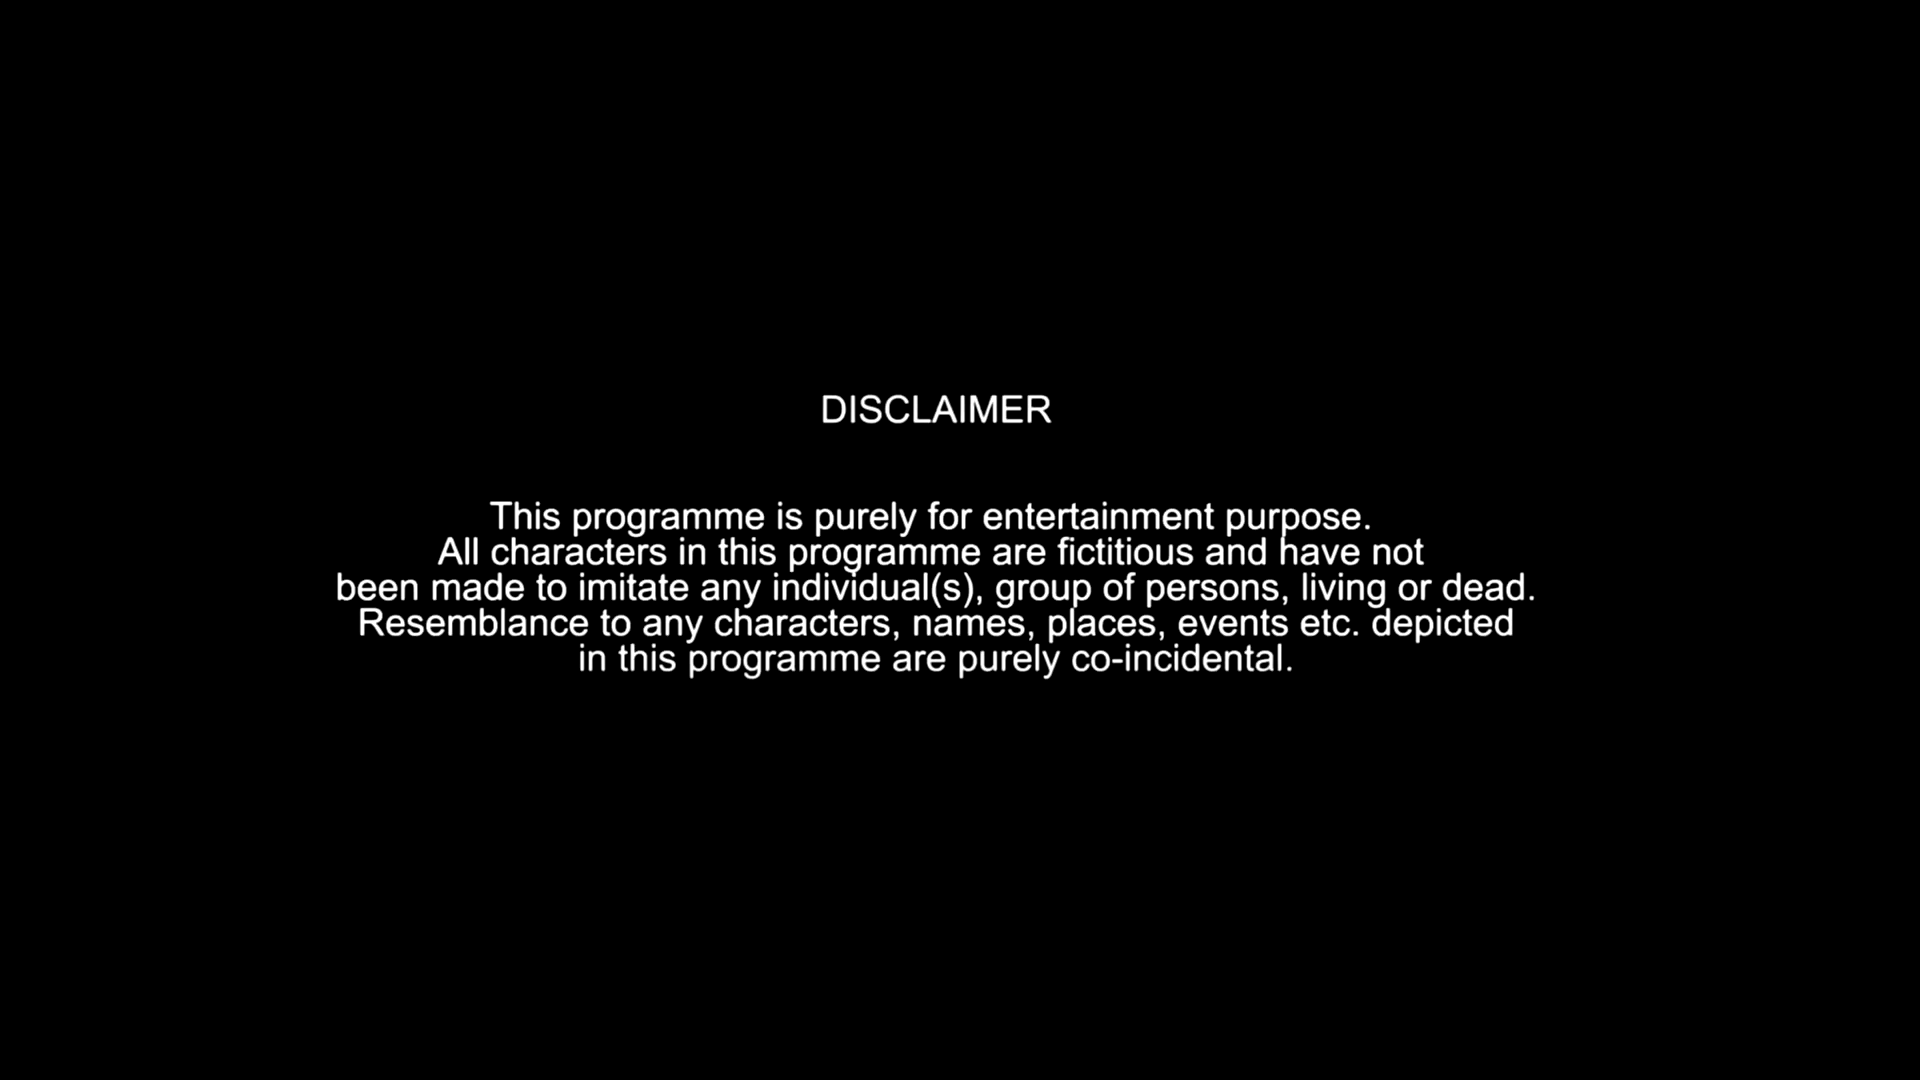 DISCLAIMER
This programme is purely for entertainment purpose.
All characters in this programme are fictitious and have not
been made to imitate any individual(s), group of persons, living or dead.
Resemblance to any characters, names, places, events etc. depicted
in this programme are purely co-incidental.